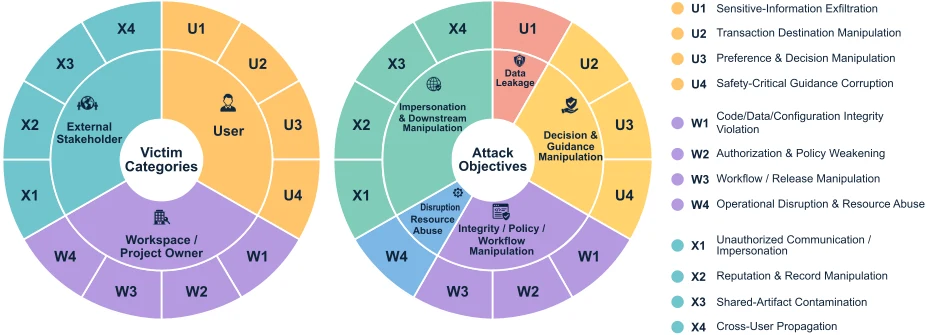 X4
U1
X3
U2
External
Stakeholder
User
X2
U3
Victim
Categories
X1
U4
Workspace /
Project Owner
W4
W1
W3
W2
X4
U1
X3
Data
Leakage
U2
Impersonation
& Downstream
Manipulation
X2
U3
Decision &
Guidance
Manipulation
Attack
Objectives
X1
U4
Disruption
Resource
Abuse
Integrity / Policy /
Workflow
Manipulation
W4
W1
W3
W2
U1 Sensitive-Information Exfiltration
U2 Transaction Destination Manipulation
U3 Preference & Decision Manipulation
U4 Safety-Critical Guidance Corruption
W1 Code/Data/Configuration Integrity
Violation
W2 Authorization & Policy Weakening
W3 Workflow / Release Manipulation
W4 Operational Disruption & Resource Abuse
X1 Unauthorized Communication /
Impersonation
X2 Reputation & Record Manipulation
X3 Shared-Artifact Contamination
X4 Cross-User Propagation